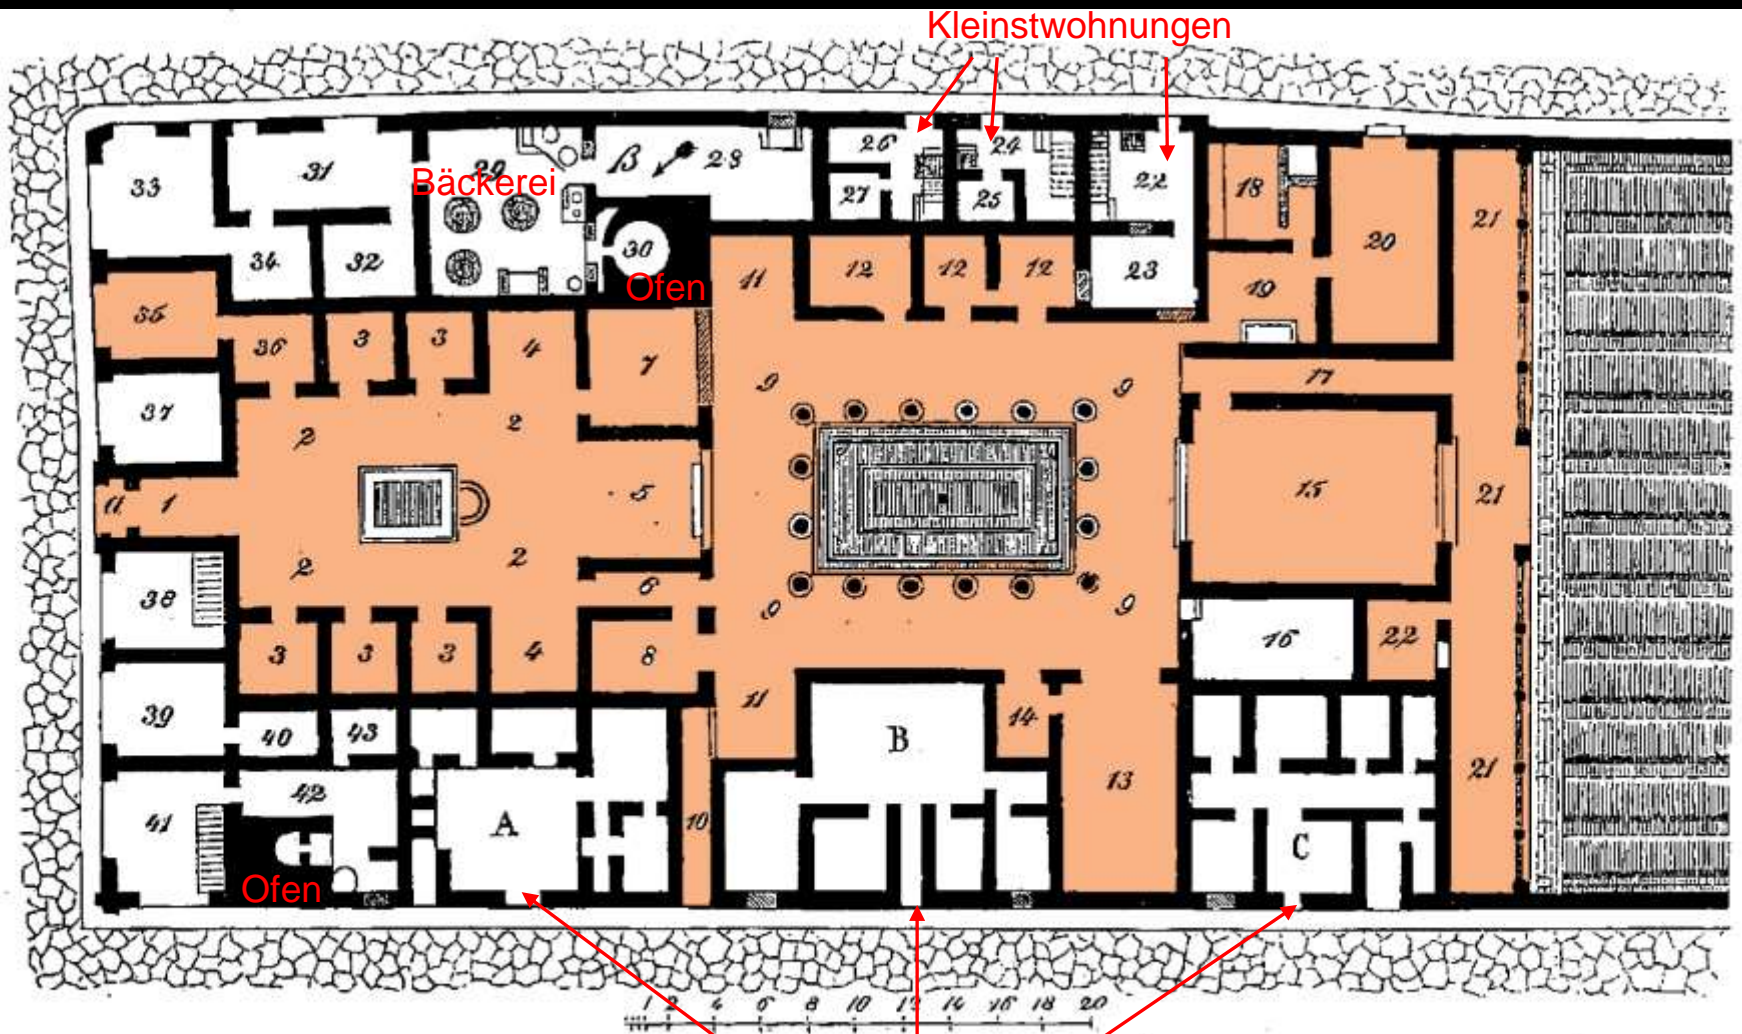 Kleinstwohnungen
26 24
33 31 29 β 28 22 18
Bäckerei
27 25 21
20
34 32 30 23
11 12 12 12 19
Ofen
35
36 3 3 4 7
17
37 9 9
2 2
a 1 5 15 21
2 2
38 6
9 9
16 22
3 3 3 4 8
39 11 14
40 43 B
13 21
42
41 A 10 C
Ofen
1 2 4 6 8 10 12 14 16 18 20